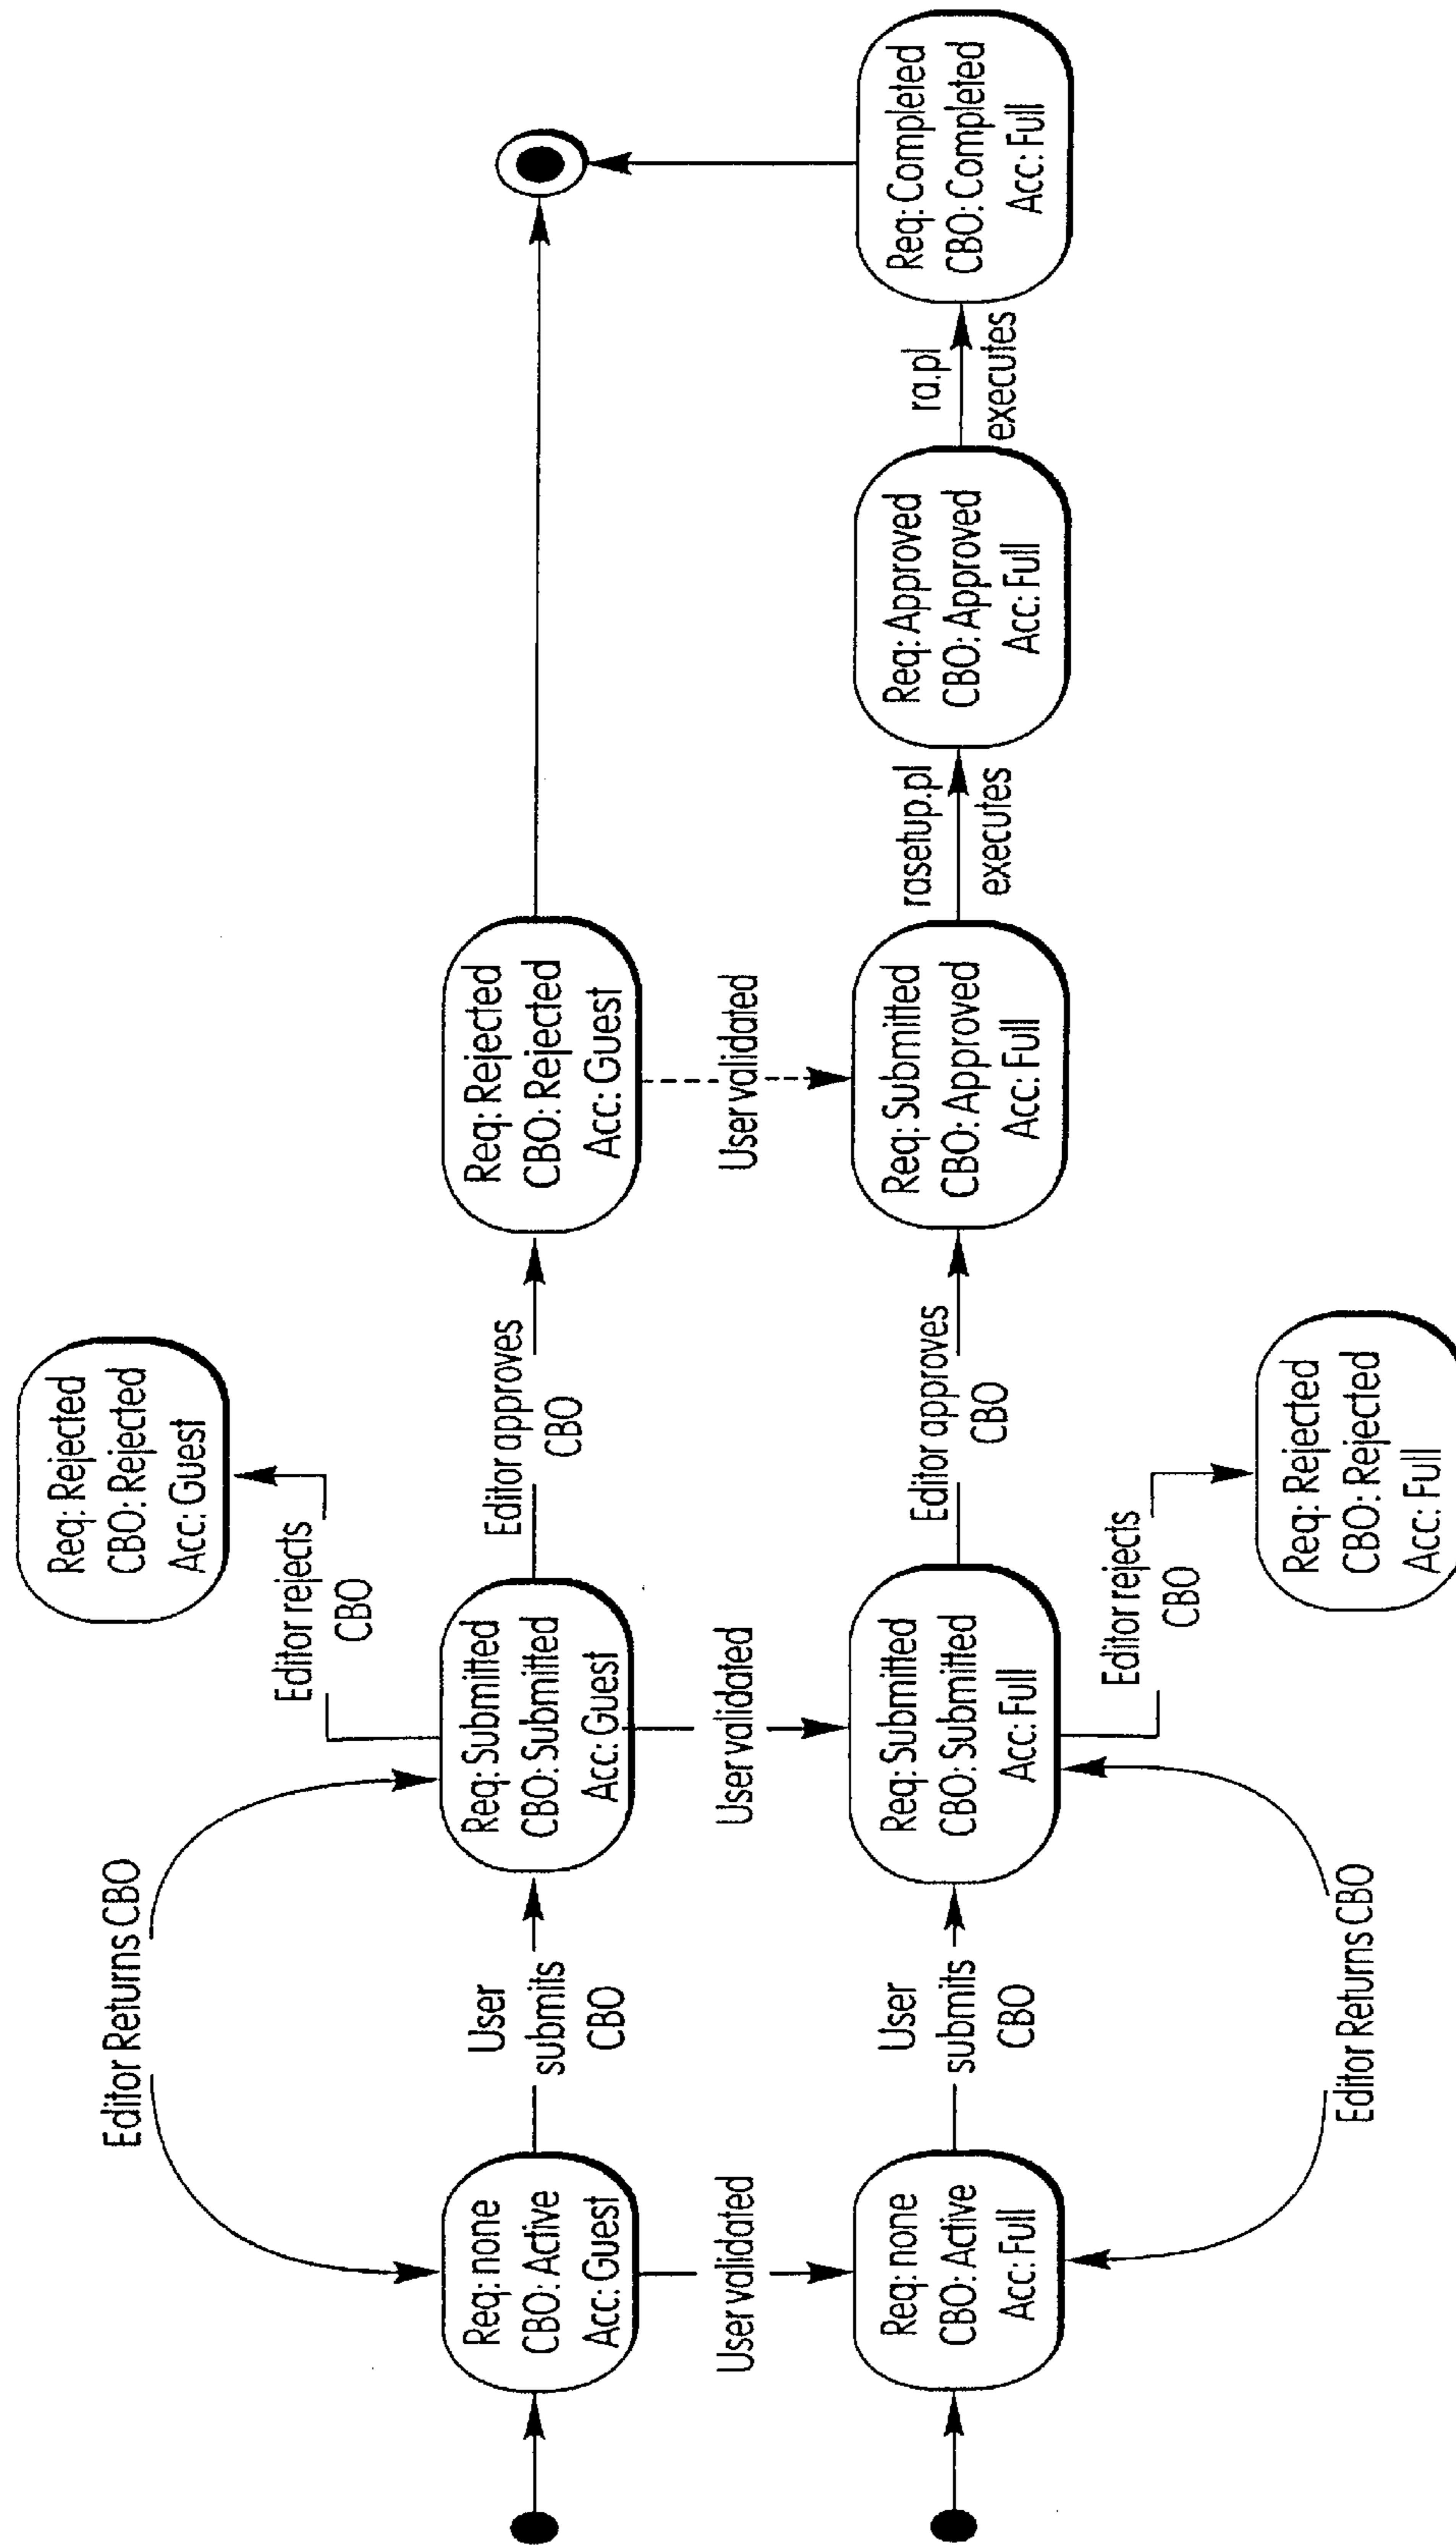 Editor Returns CBO
Editor rejects
CBO
Req: Rejected
CBO: Rejected
Acc: Guest
Req: none
CBO: Active
Acc: Guest
User
submits
CBO
Req: Submitted
CBO: Submitted
Acc: Guest
Editor approves
CBO
Req: Rejected
CBO: Rejected
Acc: Guest
User validated
User validated
User validated
Req: none
CBO: Active
Acc: Full
User
submits
CBO
Req: Submitted
CBO: Submitted
Acc: Full
Editor approves
CBO
Req: Submitted
CBO: Approved
Acc: Full
rasetup.pl
executes
Req: Approved
CBO: Approved
Acc: Full
ra.pl
executes
Req: Completed
CBO: Completed
Acc: Full
Editor rejects
CBO
Req: Rejected
CBO: Rejected
Acc: Full
Editor Returns CBO